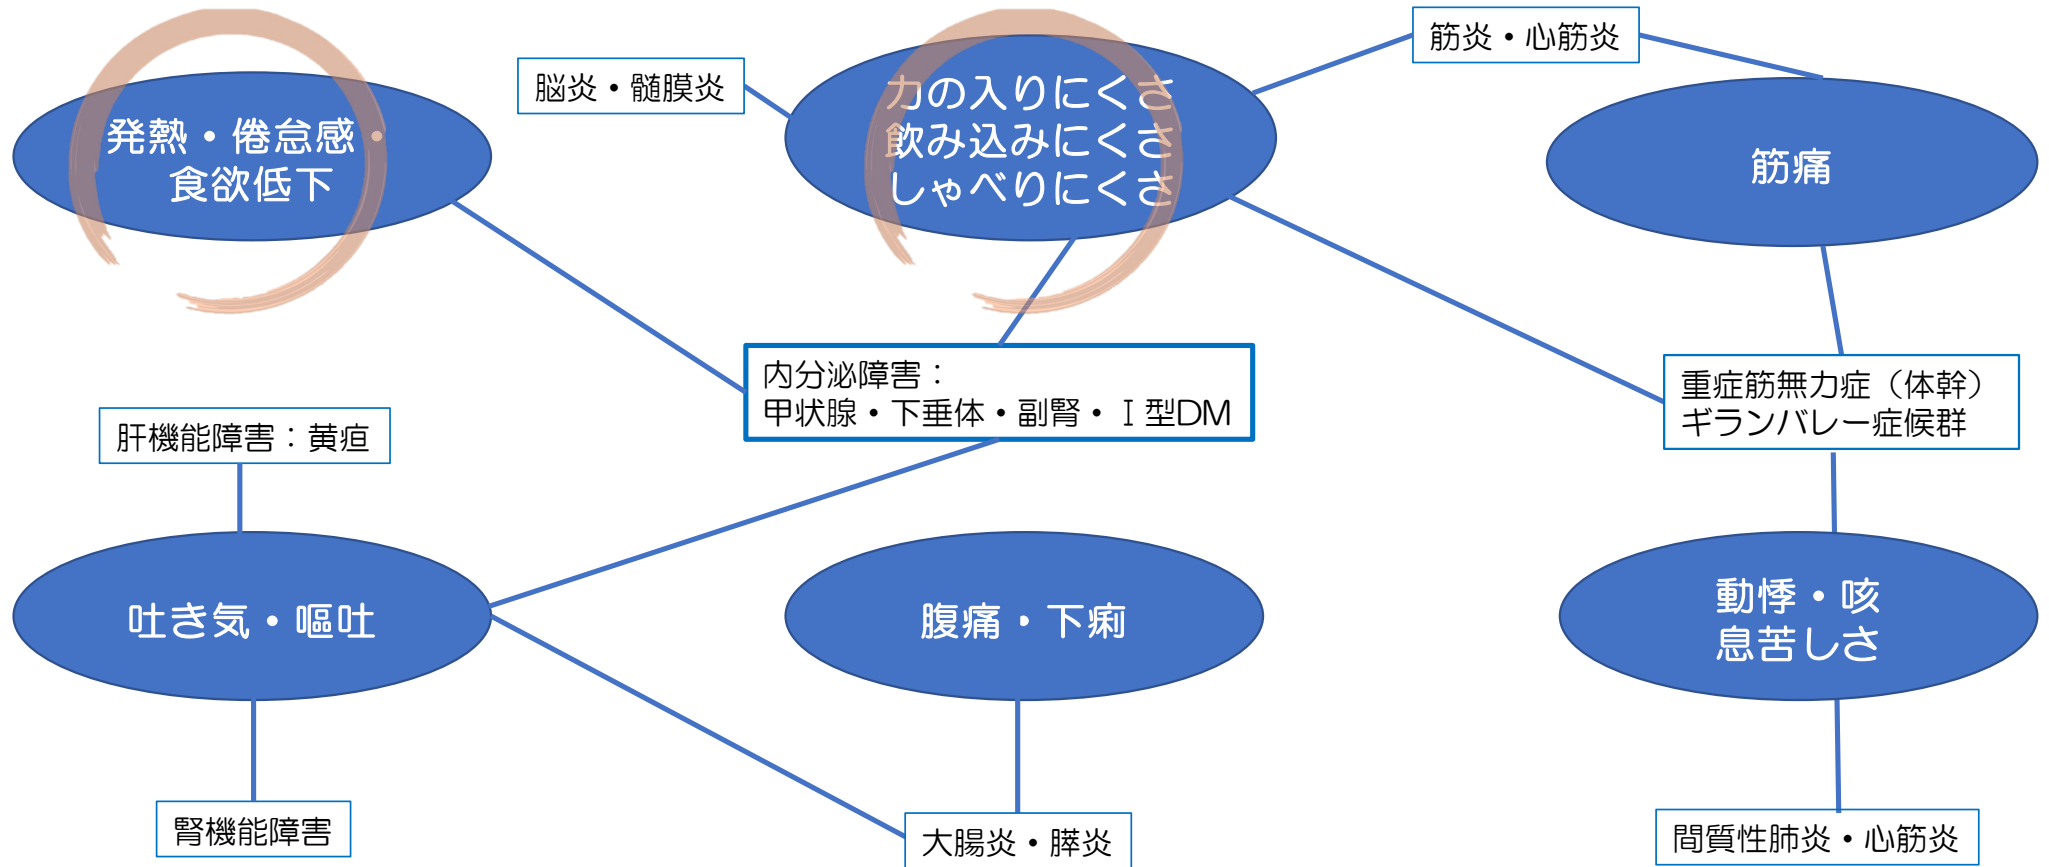 筋炎・心筋炎
脳炎・髄膜炎
力の入りにくさ
飲み込みにくさ
しゃべりにくさ
発熱・倦怠感・
食欲低下
筋痛
内分泌障害：
甲状腺・下垂体・副腎・Ⅰ型DM
重症筋無力症（体幹）
ギランバレー症候群
肝機能障害：黄疸
吐き気・嘔吐
腹痛・下痢
動悸・咳
息苦しさ
腎機能障害
大腸炎・膵炎
間質性肺炎・心筋炎